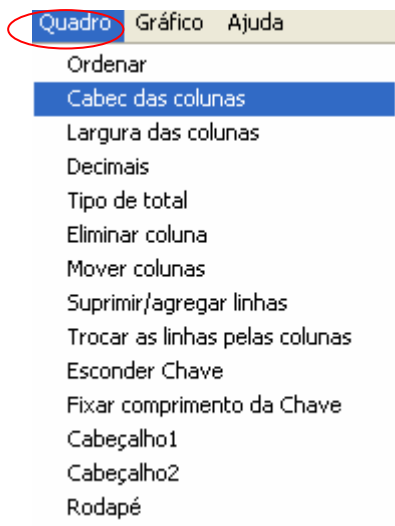 Quadro Gráfico Ajuda
Ordenar
Cabec das colunas
Largura das colunas
Decimais
Tipo de total
Eliminar coluna
Mover colunas
Suprimir/agregar linhas
Trocar as linhas pelas colunas
Esconder Chave
Fixar comprimento da Chave
Cabeçalho1
Cabeçalho2
Rodapé